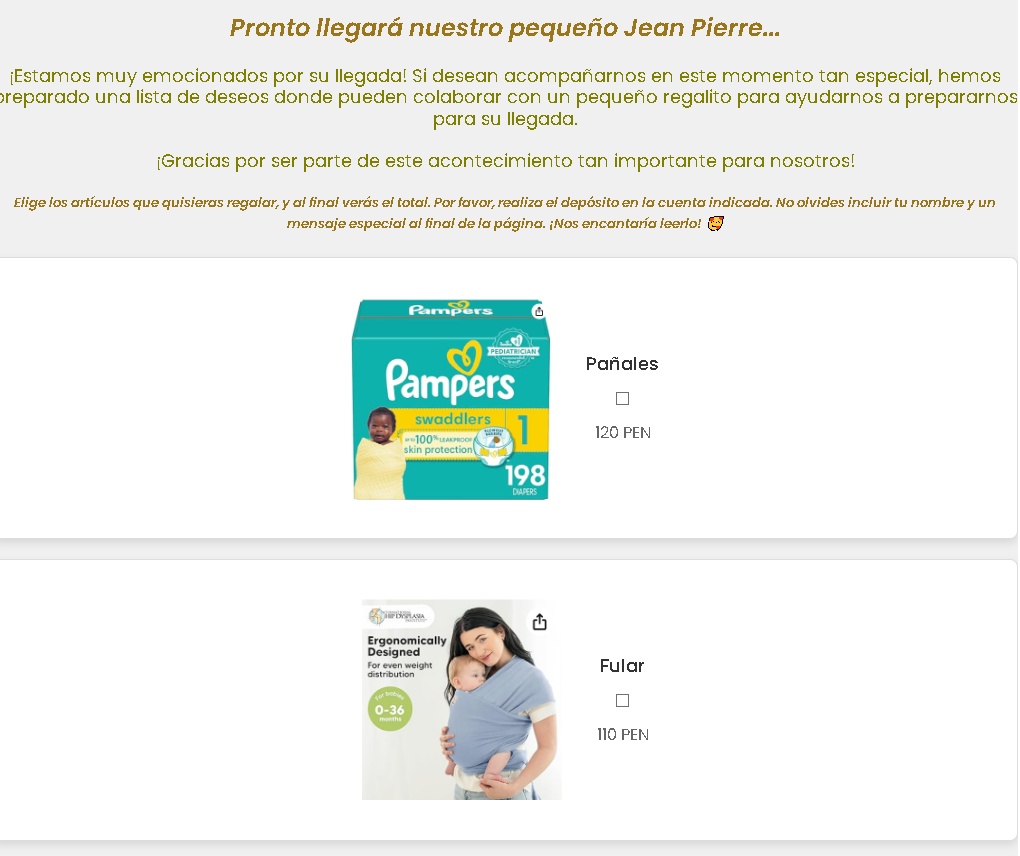 Pronto llegará nuestro pequeño Jean Pierre...
¡Estamos muy emocionados por su llegada! Si desean acompañarnos en este momento tan especial, hemos
preparado una lista de deseos donde pueden colaborar con un pequeño regalito para ayudarnos a prepararnos
para su llegada.
¡Gracias por ser parte de este acontecimiento tan importante para nosotros!
Elige los artículos que quisieras regalar, y al final verás el total. Por favor, realiza el depósito en la cuenta indicada. No olvides incluir tu nombre y un
mensaje especial al final de la página. ¡Nos encantaría leerlo! 🥰
Pampers
PEDIATRICIAN
Pampers
swaddlers
1
UP TO 100% LEAKPROOF
skin protection
198
DIAPERS
Pañales
120 PEN
HIP DYSPLASIA
Ergonomically
Designed
For even weight
distribution
For babies
0-36
months
Fular
110 PEN